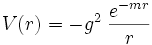 V(r) = −g² e^{−mr}/r